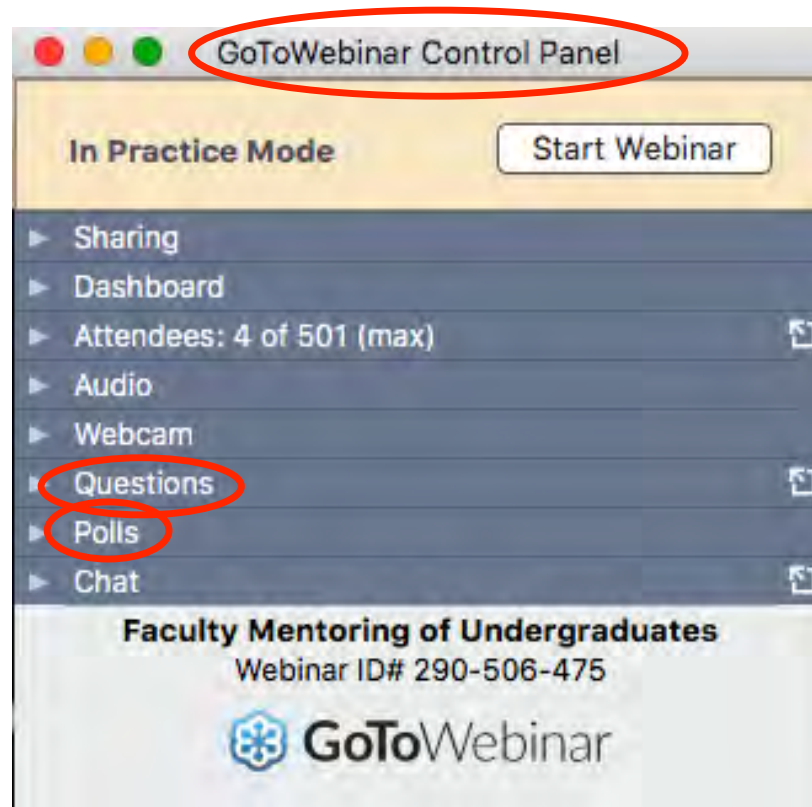 GoToWebinar Control Panel
In Practice Mode Start Webinar
Sharing
Dashboard
Attendees: 4 of 501 (max)
Audio
Webcam
Questions
Polls
Chat
Faculty Mentoring of Undergraduates
Webinar ID# 290-506-475
GoToWebinar